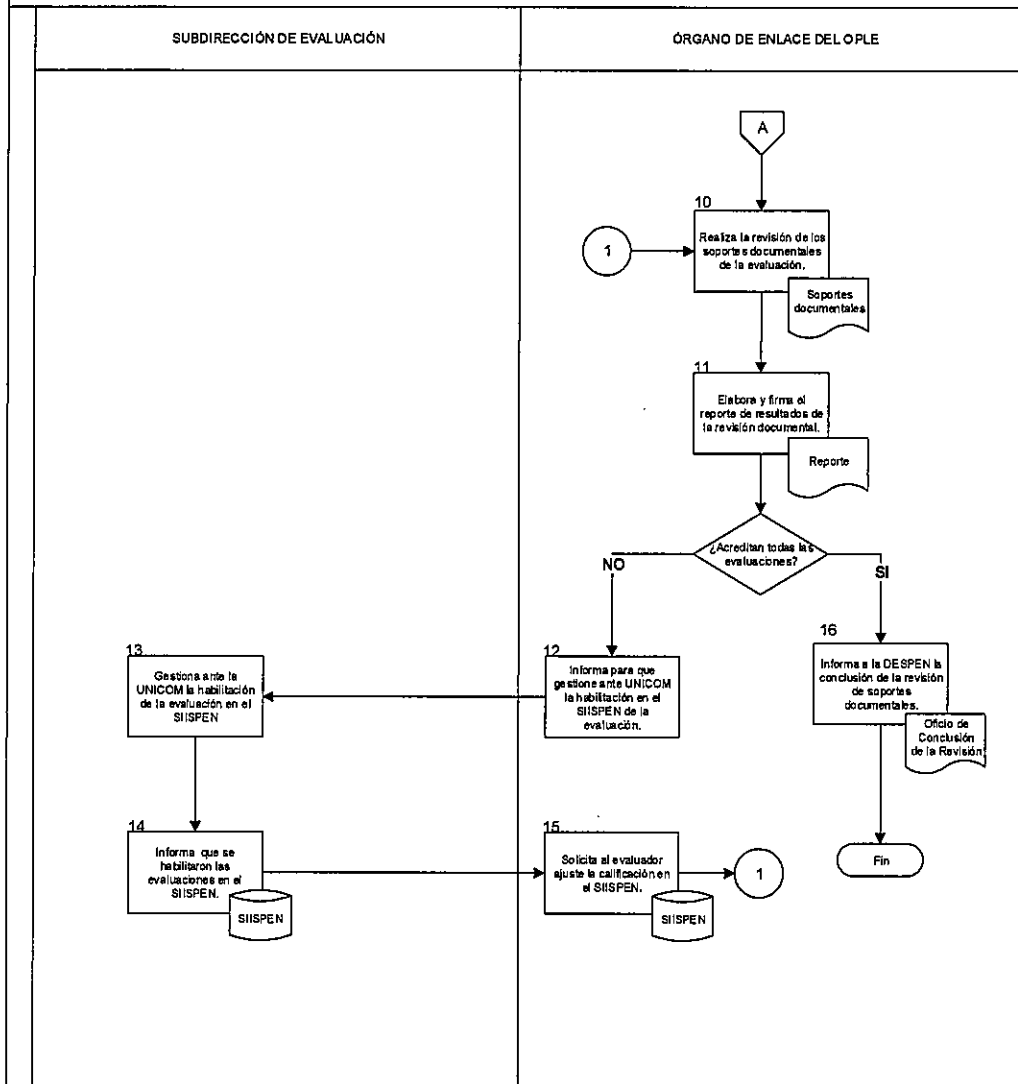 SUBDIRECCIÓN DE EVALUACIÓN
ÓRGANO DE ENLACE DEL OPLE
A
10
1
Realiza la revisión de los
soportes documentales
de la evaluación.
Soportes
documentales
11
Elabora y firma el
reporte de resultados de
la revisión documental.
Reporte
¿Acreditan todas las
evaluaciones?
NO
SI
13
Gestiona ante la
UNICOM la habilitación
de la evaluación en el
SIISPEN
12
Informa para que
gestione ante UNICOM
la habilitación en el
SIISPEN de la
evaluación.
16
Informa a la DESPEN la
conclusión de la revisión
de soportes
documentales.
Oficio de
Conclusión
de la Revisión
14
Informa que se
habilitaron las
evaluaciones en el
SIISPEN.
SIISPEN
15
Solicita al evaluador
ajuste la calificación en
el SIISPEN.
SIISPEN
1
Fin